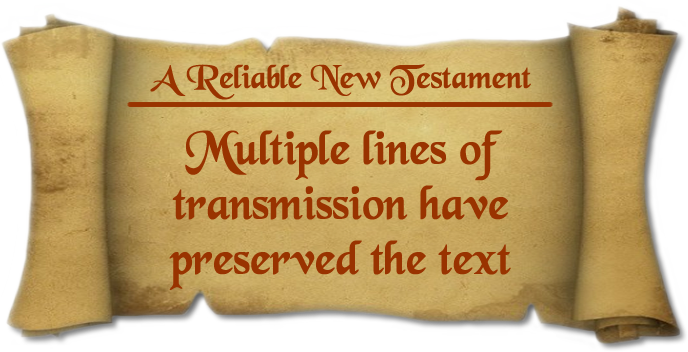 A Reliable New Testament
Multiple lines of
transmission have
preserved the text